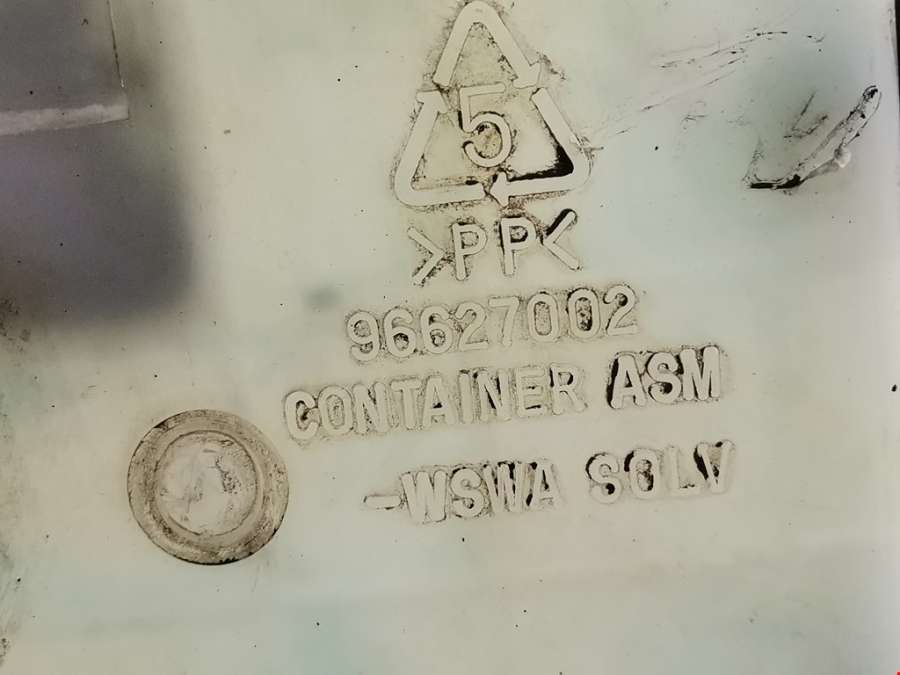 5
>PP<
96627002
CONTAINER ASM
-WSWA SOLV